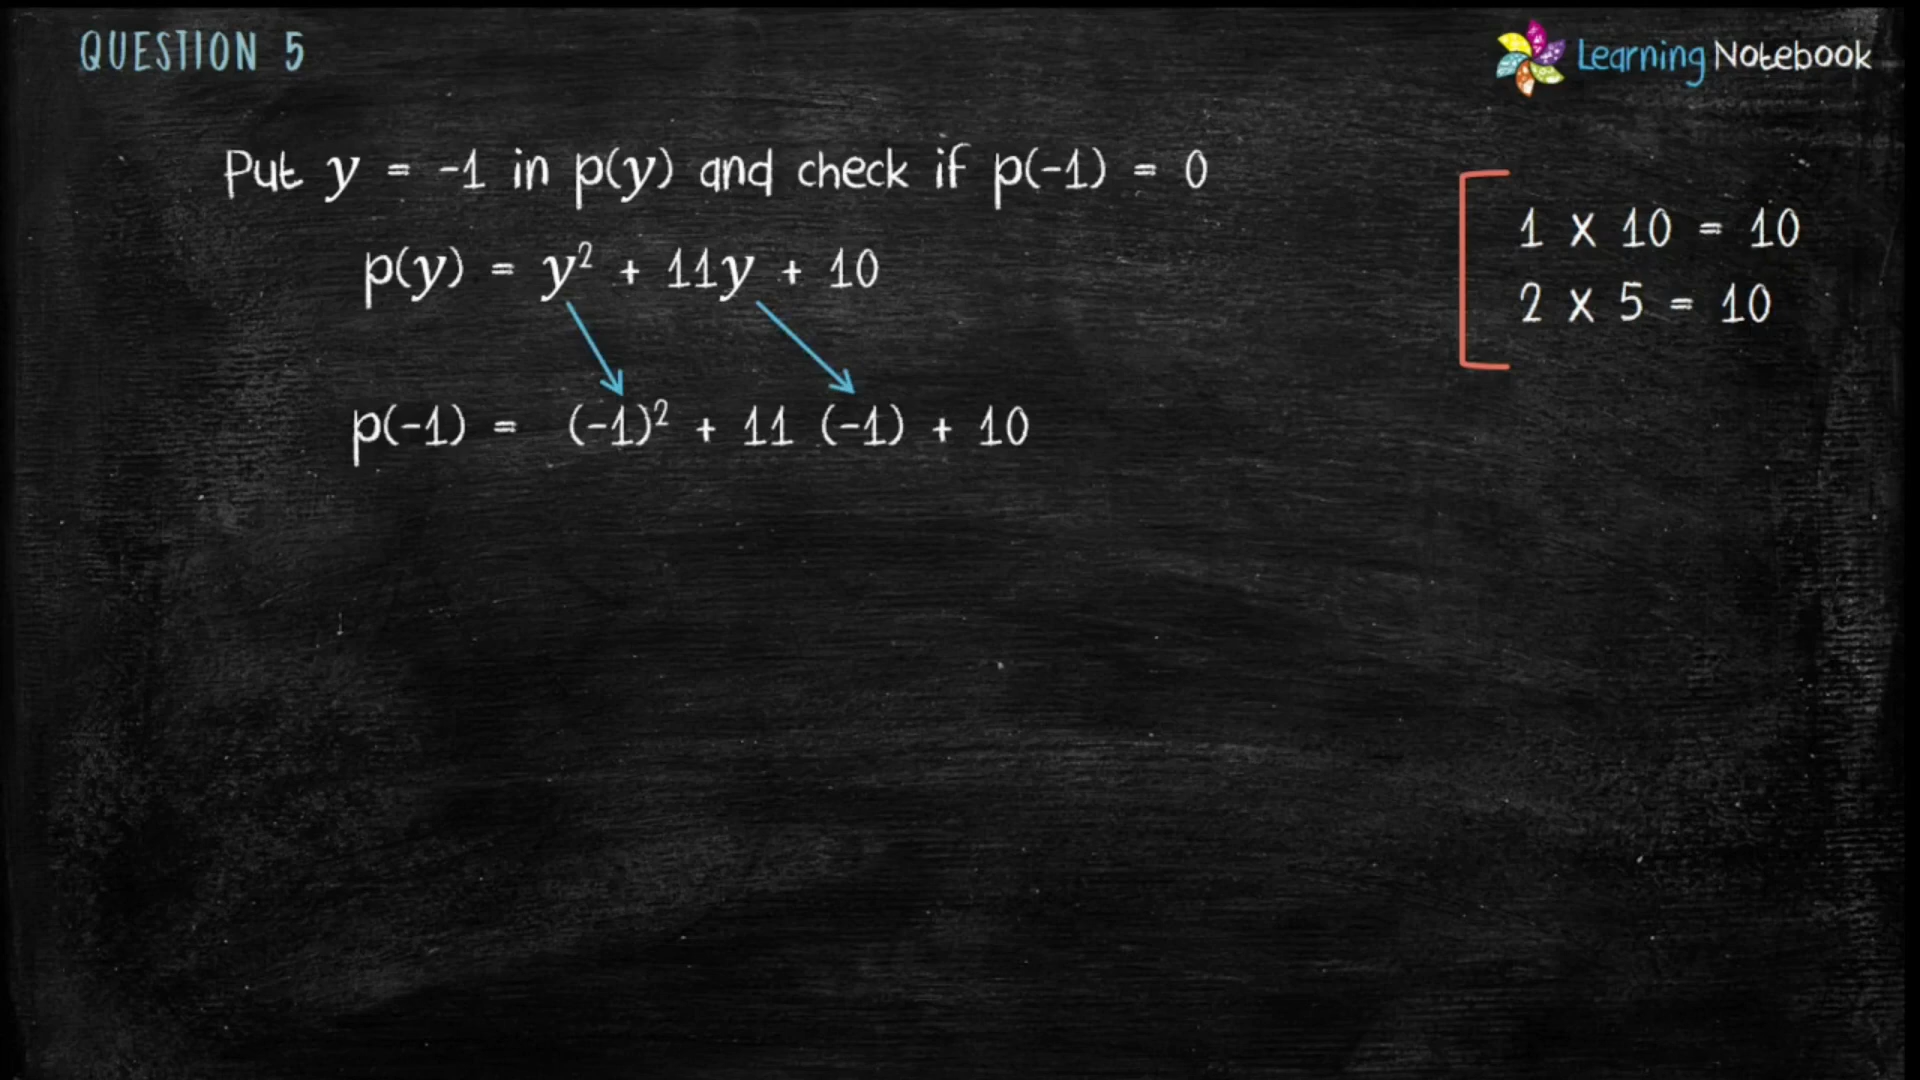 QUESTION 5
Learning Notebook
Put y = -1 in p(y) and check if p(-1) = 0
p(y) = y² + 11y + 10
p(-1) = (-1)² + 11 (-1) + 10
1 x 10 = 10
2 x 5 = 10